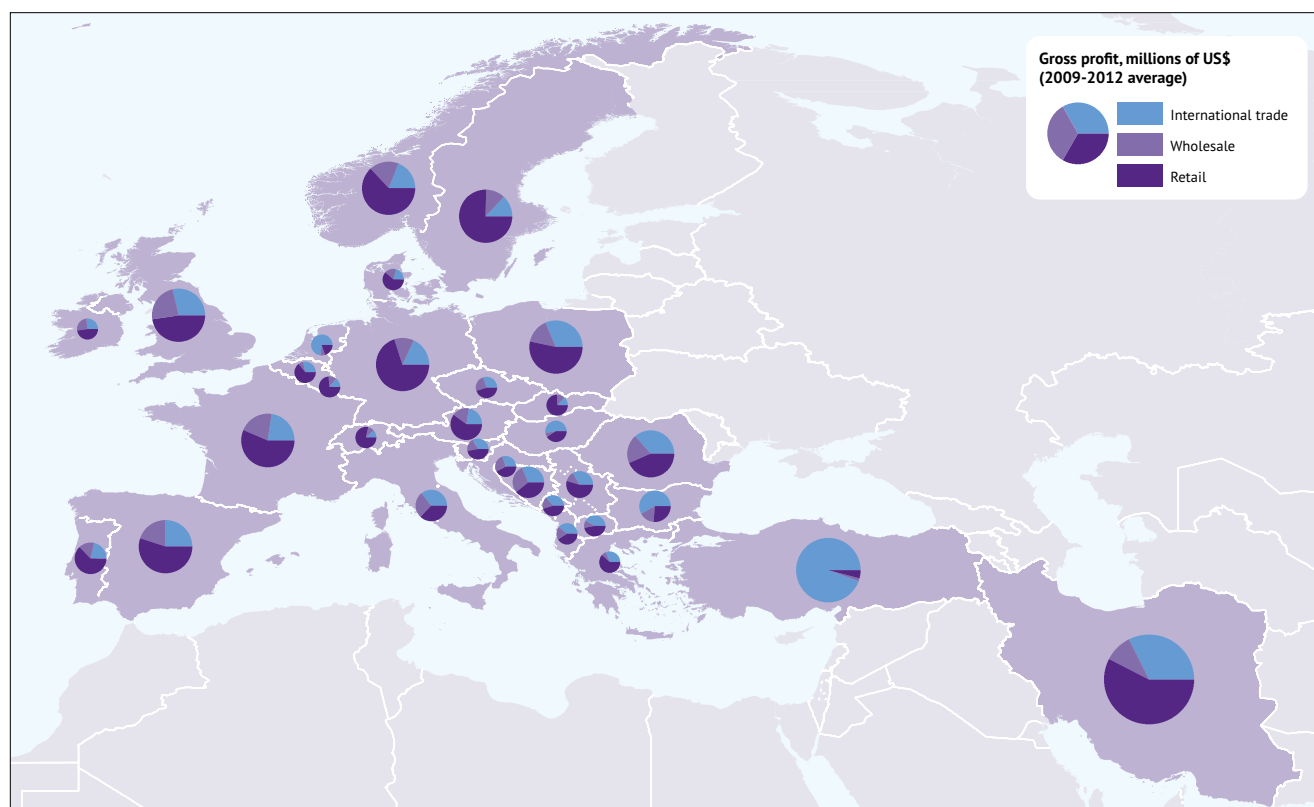 Gross profit, millions of US$
(2009-2012 average)
International trade
Wholesale
Retail